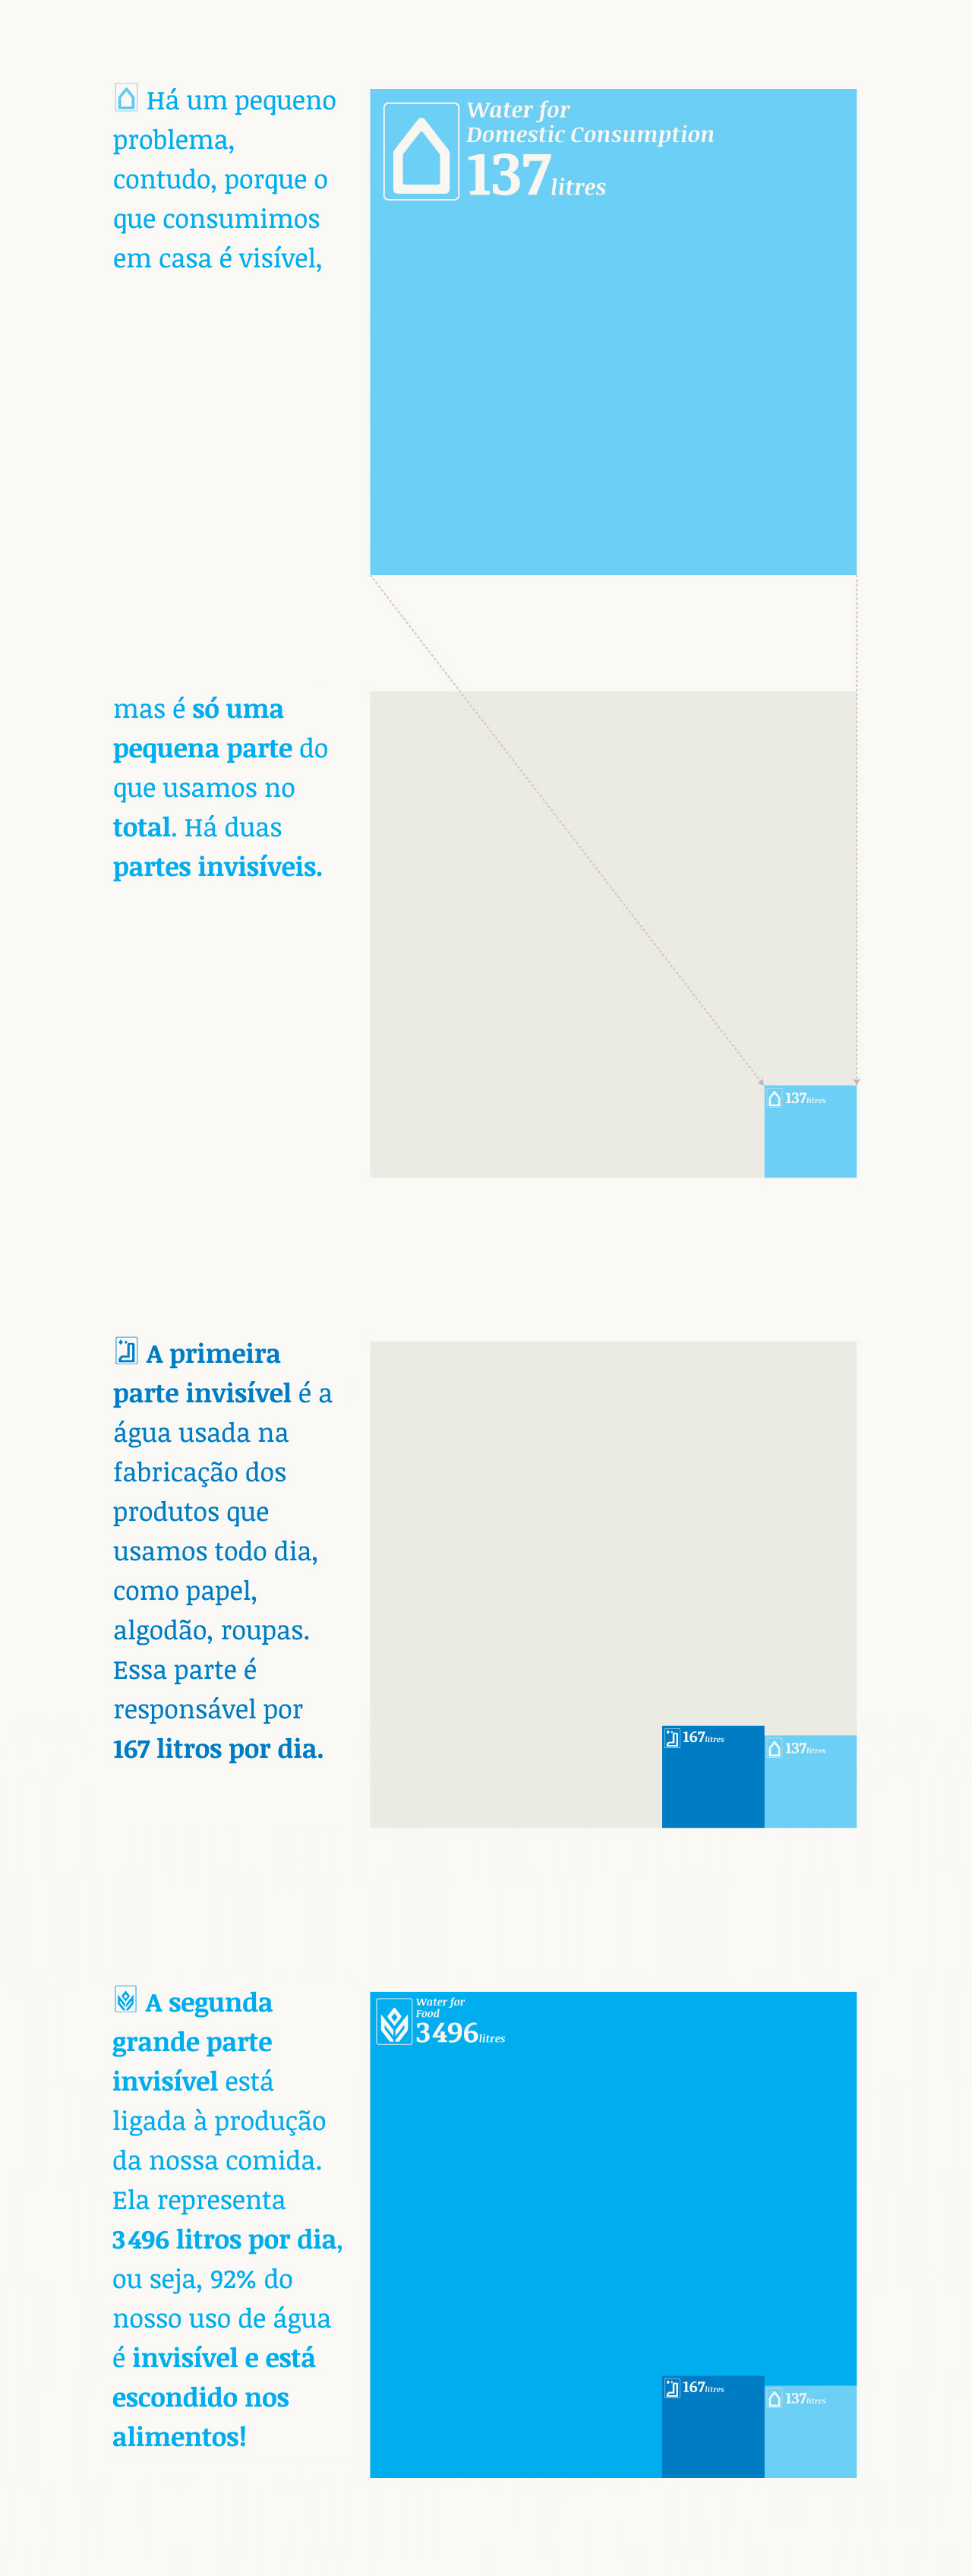 Há um pequeno
problema,
contudo, porque o
que consumimos
em casa é visível,
Water for
Domestic Consumption
137 litres
mas é só uma
pequena parte do
que usamos no
total. Há duas
partes invisíveis.
137 litres
A primeira
parte invisível é a
água usada na
fabricação dos
produtos que
usamos todo dia,
como papel,
algodão, roupas.
Essa parte é
responsável por
167 litros por dia.
167 litres
137 litres
A segunda
grande parte
invisível está
ligada à produção
da nossa comida.
Ela representa
3496 litros por dia,
ou seja, 92% do
nosso uso de água
é invisível e está
escondido nos
alimentos!
Water for
Food
3496 litres
167 litres
137 litres